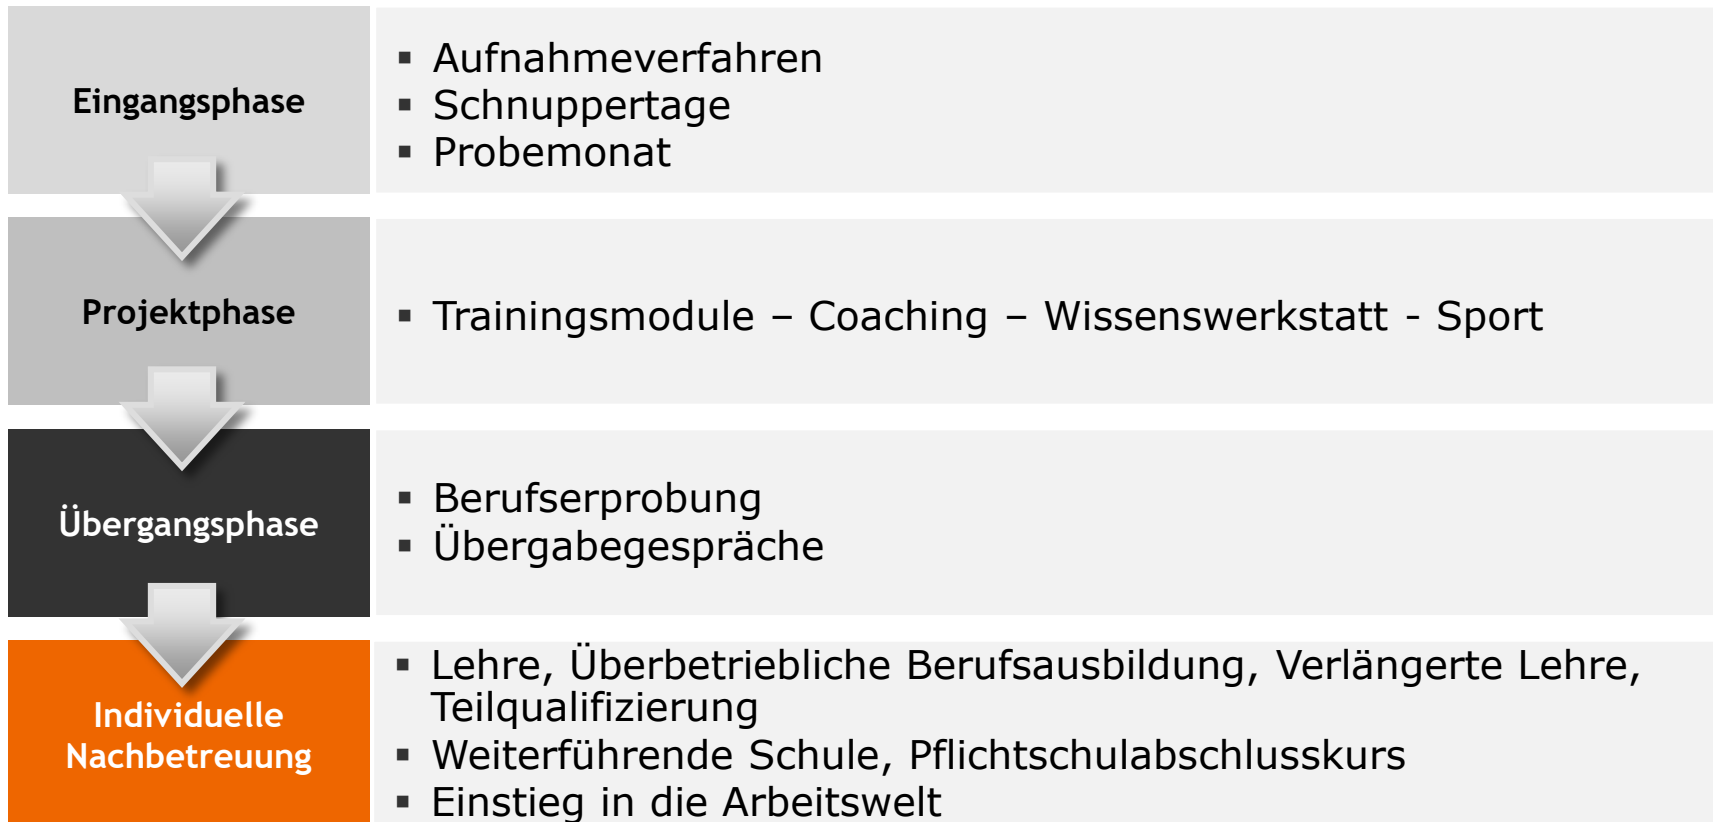 Eingangsphase
▪ Aufnahmeverfahren
▪ Schnuppertage
▪ Probemonat
Projektphase
▪ Trainingsmodule – Coaching – Wissenswerkstatt - Sport
Übergangsphase
▪ Berufserprobung
▪ Übergabegespräche
Individuelle
Nachbetreuung
▪ Lehre, Überbetriebliche Berufsausbildung, Verlängerte Lehre,
Teilqualifizierung
▪ Weiterführende Schule, Pflichtschulabschlusskurs
▪ Einstieg in die Arbeitswelt